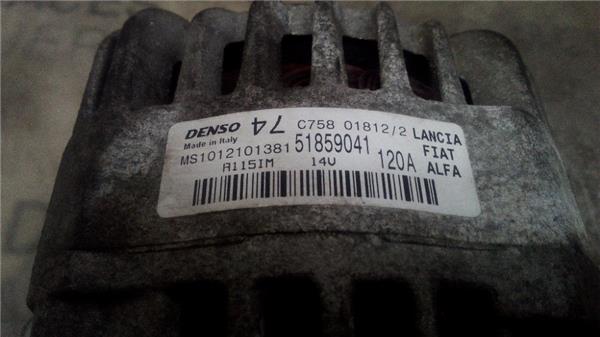 DENSO 74 C758 01812/2 LANCIA
Made in Italy 51859041 FIAT
MS1012101381 120A ALFA
A115IM 14V